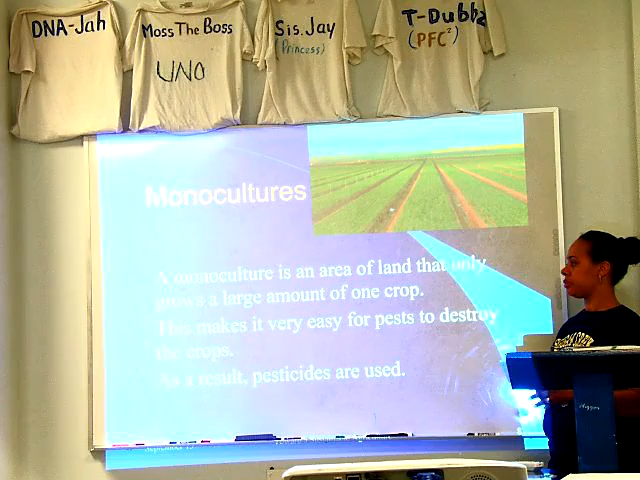 DNA-Jah
Moss The Boss
UNO
Sis. Jay
(Princess)
T-Dubbz
(PFC²)
Monocultures
A monoculture is an area of land that only
grows a large amount of one crop.
This makes it very easy for pests to destroy
the crops.
As a result, pesticides are used.